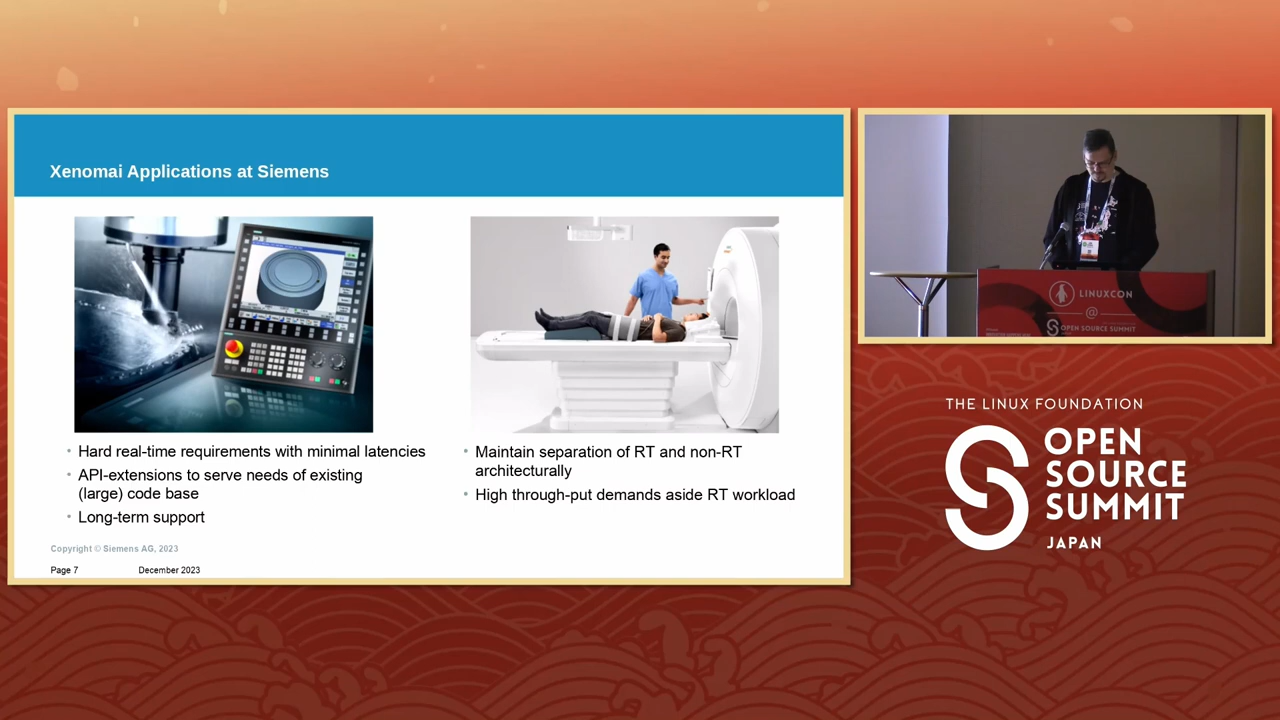 Xenomai Applications at Siemens
• Hard real-time requirements with minimal latencies
• API-extensions to serve needs of existing
(large) code base
• Long-term support
• Maintain separation of RT and non-RT
architecturally
• High through-put demands aside RT workload
Copyright © Siemens AG, 2023
Page 7 December 2023
LINUXCON
@
OPEN SOURCE SUMMIT
THE LINUX FOUNDATION
OPEN
SOURCE
SUMMIT
JAPAN